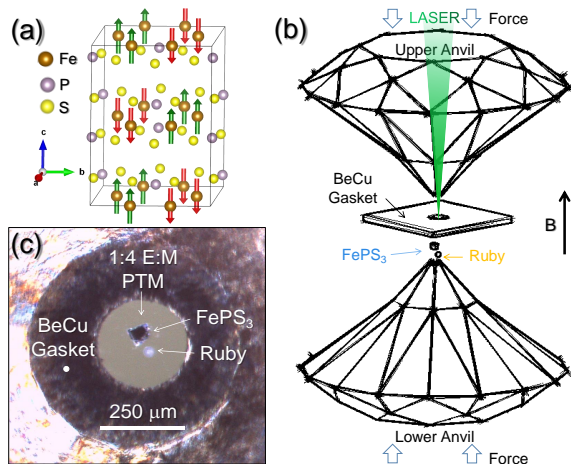 (a)
Fe
P
S
c
b
a
(b)
LASER
Force
Upper Anvil
BeCu
Gasket
B
FePS₃
Ruby
Lower Anvil
Force
(c)
1:4 E:M
PTM
FePS₃
BeCu
Gasket
Ruby
250 μm